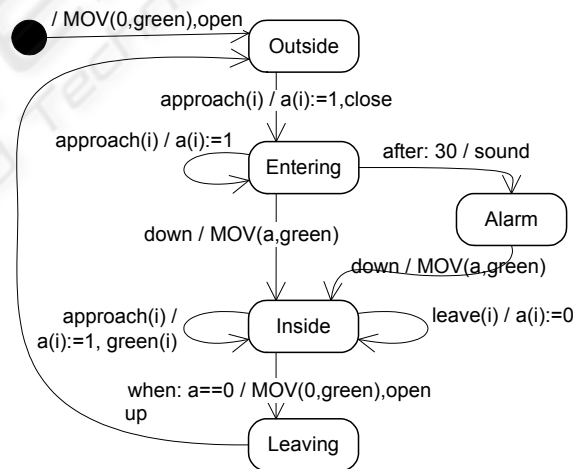 / MOV(0,green),open
Outside
approach(i) / a(i):=1,close
approach(i) / a(i):=1
Entering
after: 30 / sound
Alarm
down / MOV(a,green)
down / MOV(a,green)
approach(i) /
a(i):=1, green(i)
Inside
leave(i) / a(i):=0
when: a==0 / MOV(0,green),open
up
Leaving